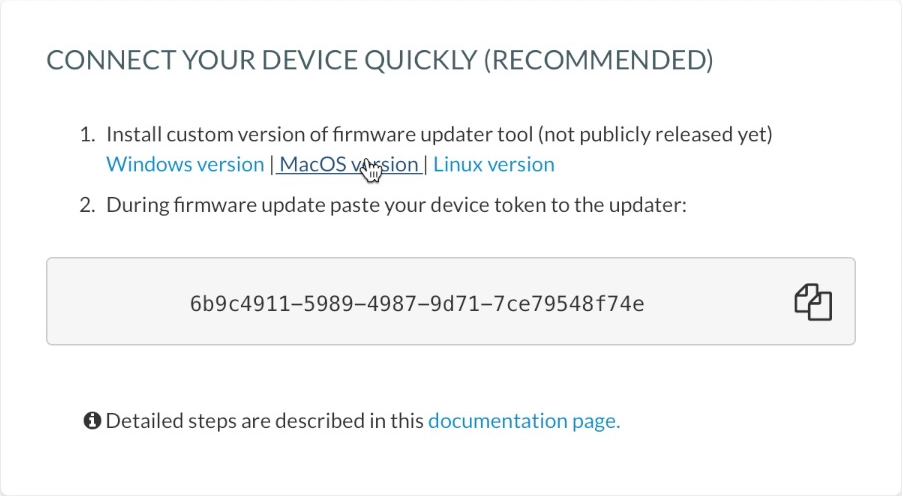 CONNECT YOUR DEVICE QUICKLY (RECOMMENDED)
1. Install custom version of firmware updater tool (not publicly released yet)
Windows version | MacOS version | Linux version
2. During firmware update paste your device token to the updater:
6b9c4911-5989-4987-9d71-7ce79548f74e
Detailed steps are described in this documentation page.